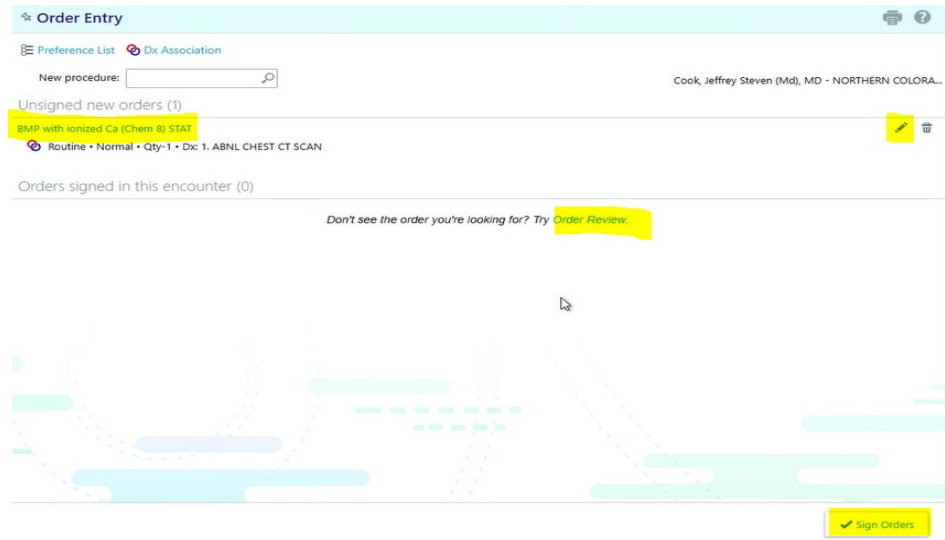 Order Entry
Preference List Dx Association
New procedure:
Cook, Jeffrey Steven (Md), MD - NORTHERN COLORA...
Unsigned new orders (1)
BMP with ionized Ca (Chem 8) STAT
Routine • Normal • Qty-1 • Dx: 1. ABNL CHEST CT SCAN
Orders signed in this encounter (0)
Don't see the order you're looking for? Try Order Review.
Sign Orders